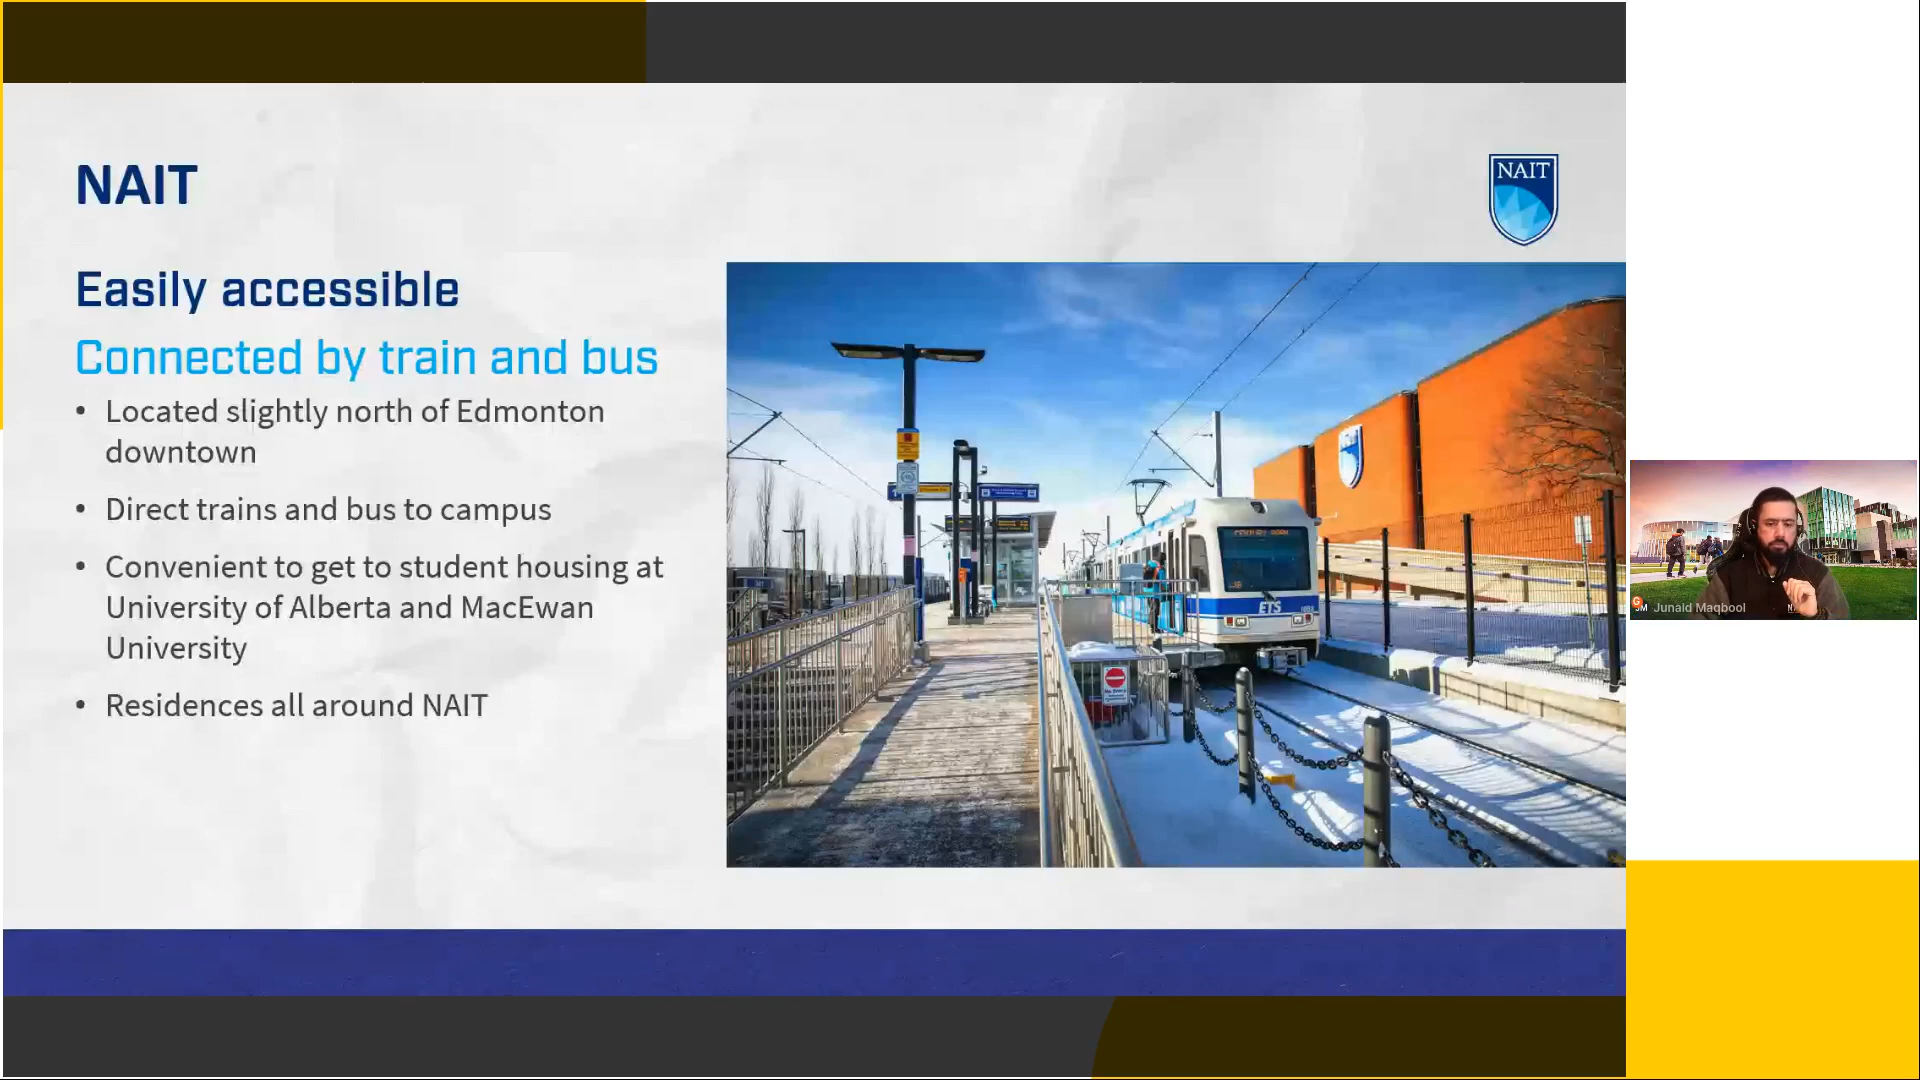 NAIT
NAIT
Easily accessible
Connected by train and bus
• Located slightly north of Edmonton
downtown
• Direct trains and bus to campus
• Convenient to get to student housing at
University of Alberta and MacEwan
University
• Residences all around NAIT
ETS
Junaid Maqbool